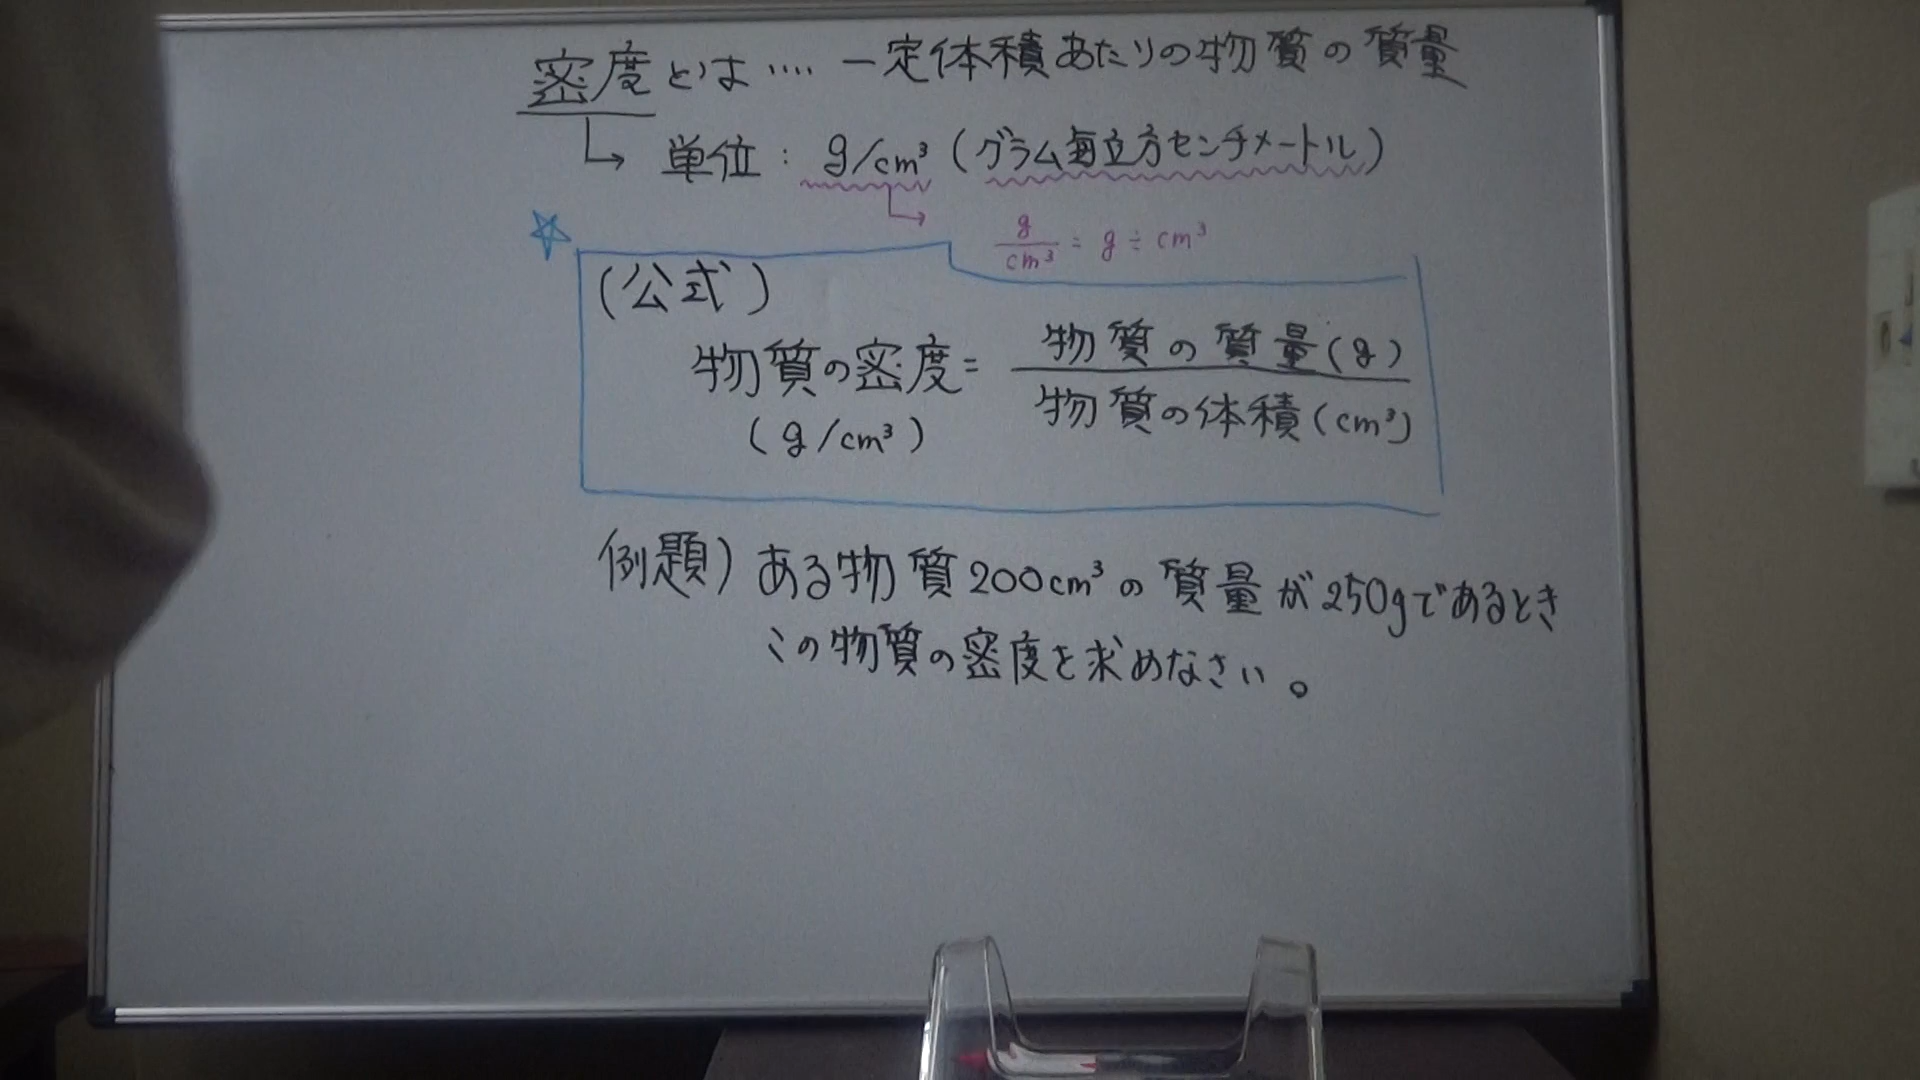 密度とは‥‥一定体積あたりの物質の質量
単位：g/cm³(グラム毎立方センチメートル)
g/cm³ = g ÷ cm³
(公式)
物質の密度 = 物質の質量(g)
(g/cm³) 物質の体積(cm³)
例題）ある物質200cm³の質量が250gであるとき
この物質の密度を求めなさい。